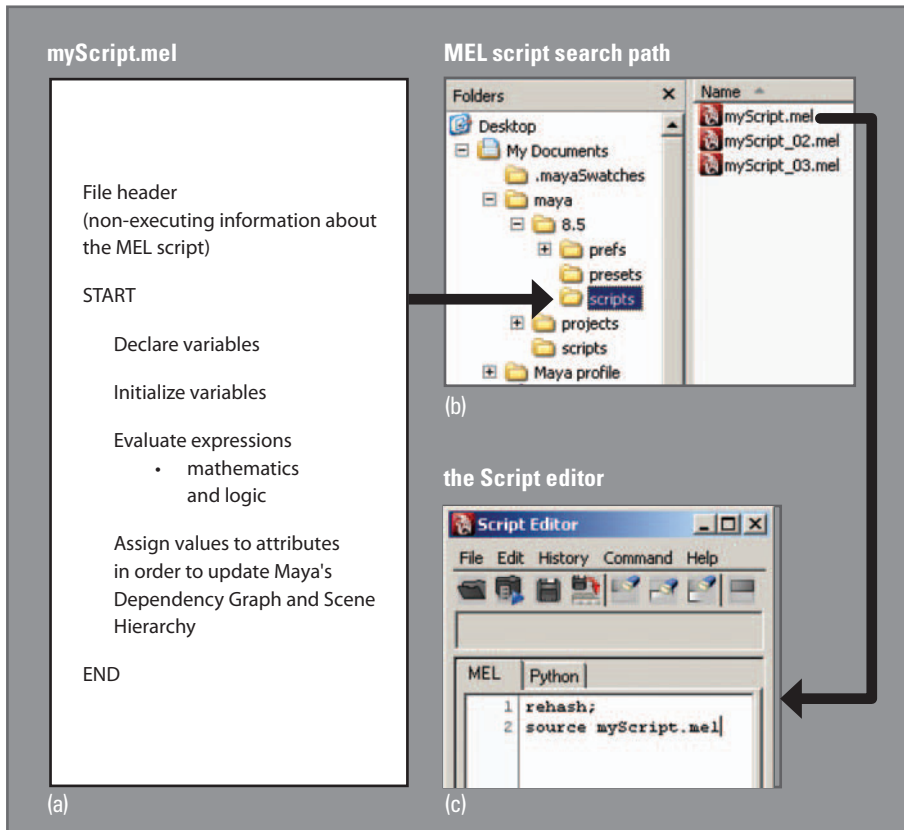 myScript.mel
File header
(non-executing information about
the MEL script)
START
Declare variables
Initialize variables
Evaluate expressions
• mathematics
and logic
Assign values to attributes
in order to update Maya's
Dependency Graph and Scene
Hierarchy
END
(a)
MEL script search path
Folders
Desktop
My Documents
.mayaSwatches
maya
8.5
prefs
presets
scripts
projects
scripts
Maya profile
Name
myScript.mel
myScript_02.mel
myScript_03.mel
(b)
the Script editor
Script Editor
File Edit History Command Help
MEL Python
1 rehash;
2 source myScript.mel
(c)